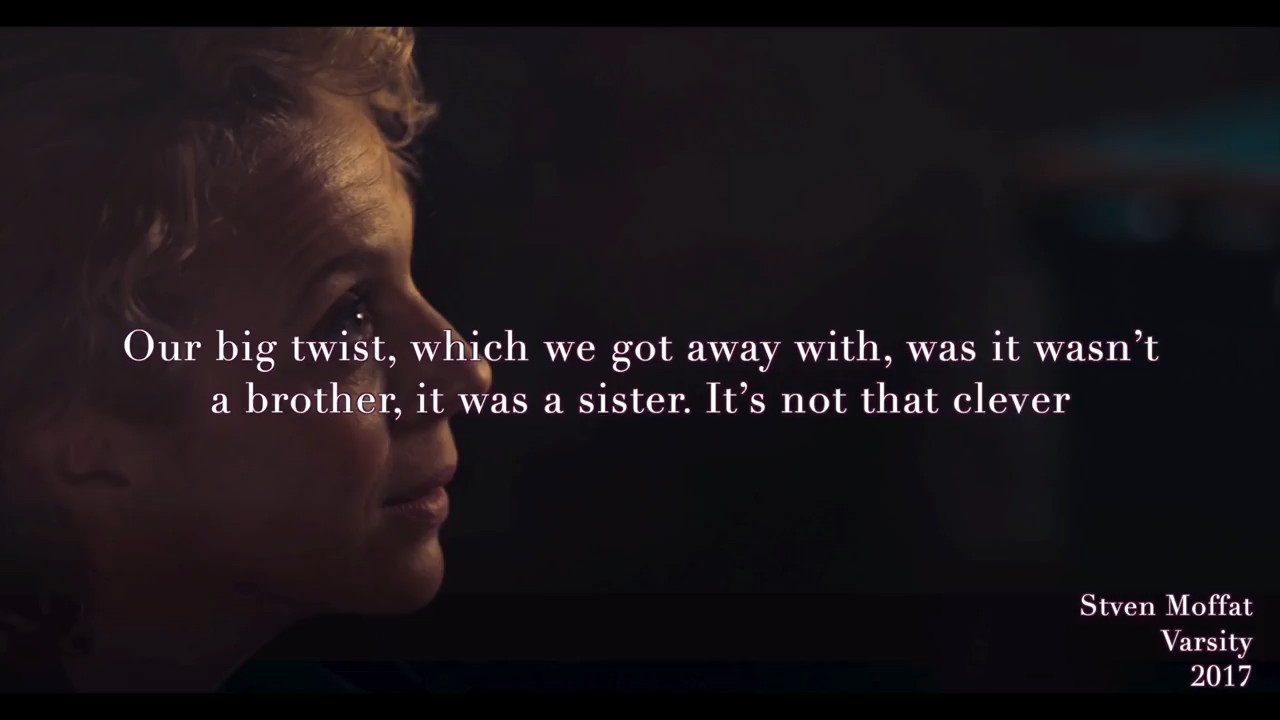 Our big twist, which we got away with, was it wasn’t
a brother, it was a sister. It’s not that clever
Stven Moffat
Varsity
2017